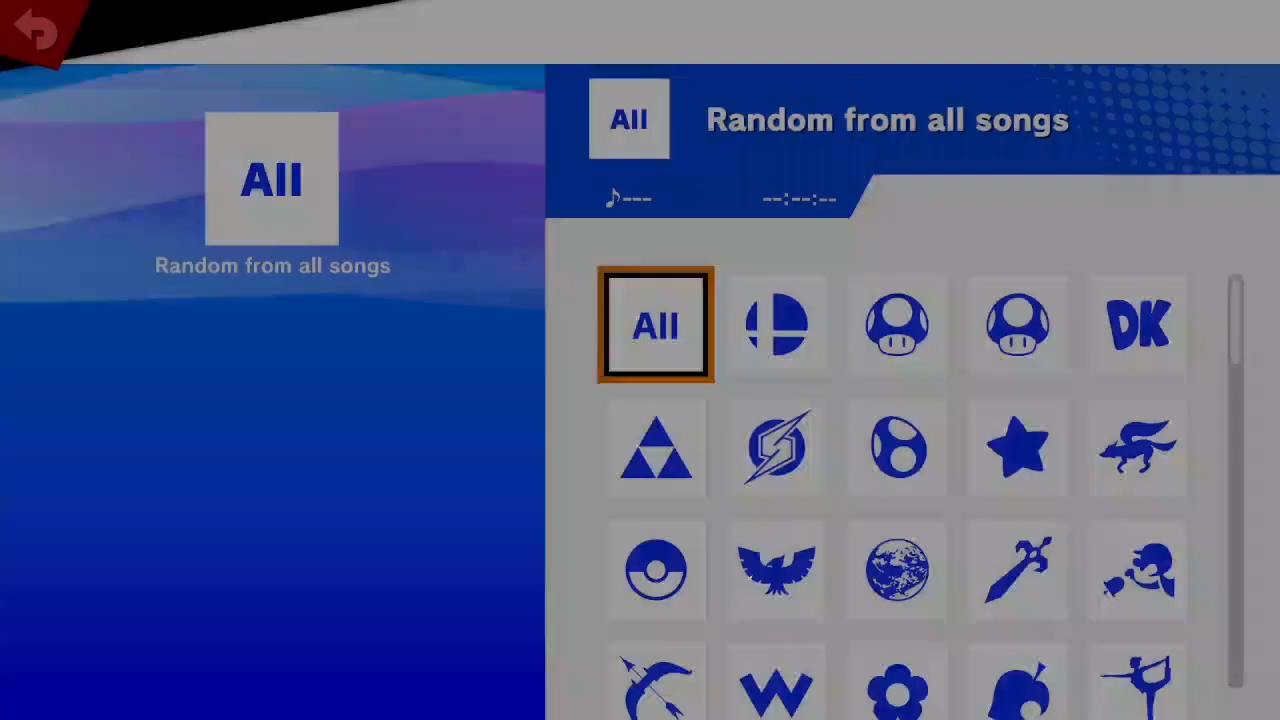 All
Random from all songs
All
Random from all songs
♪---
--:--:--
All
DK